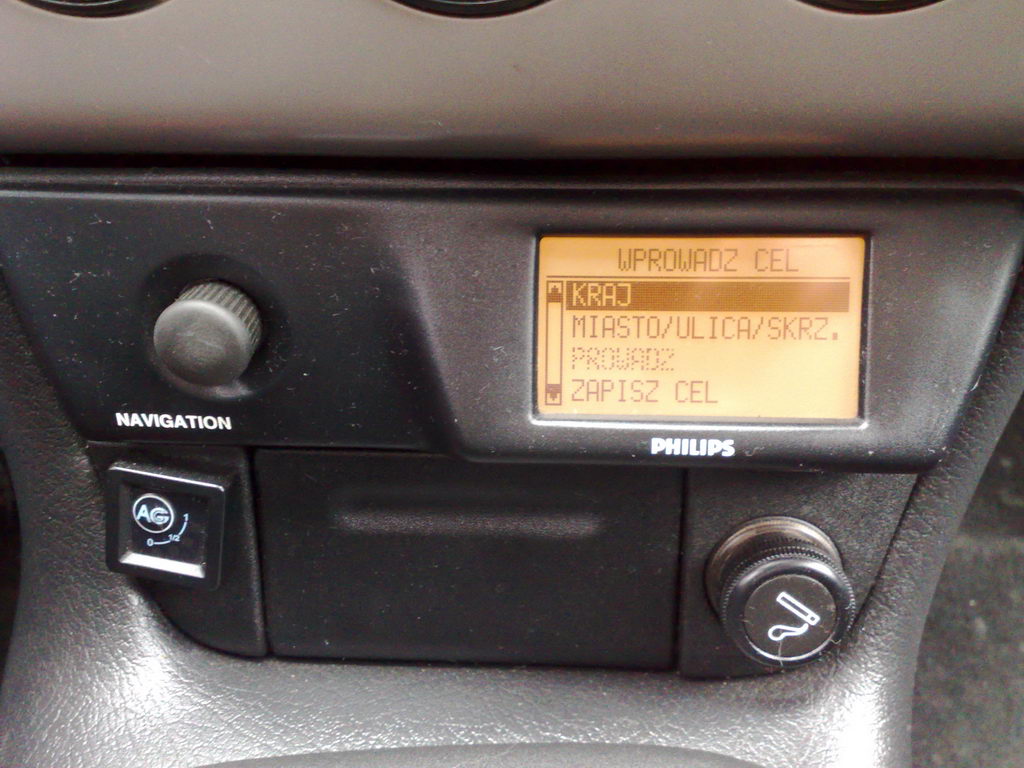 WPROWADZ CEL
KRAJ
MIASTO/ULICA/SKRZ.
PROWADZ
ZAPISZ CEL
NAVIGATION
PHILIPS
AG
1
0 1/2